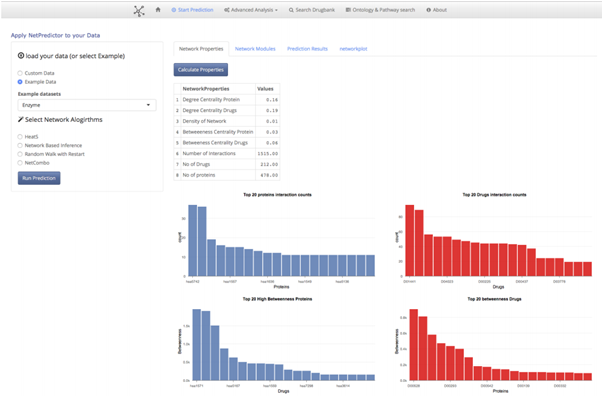 Start Prediction
Advanced Analysis
Search Drugbank
Ontology & Pathway search
About
Apply NetPredictor to your Data
load your data (or select Example)
Custom Data
Example Data
Example datasets
Enzyme
Select Network Alogirthms
HeatS
Network Based Inference
Random Walk with Restart
NetCombo
Run Prediction
Network Properties
Network Modules
Prediction Results
networkplot
Calculate Properties
NetworkProperties Values
1 Degree Centrality Protein 0.16
2 Degree Centrality Drugs 0.19
3 Density of Network 0.01
4 Betweenness Centrality Protein 0.03
5 Betweenness Centrality Drugs 0.06
6 Number of Interactions 1515.00
7 No of Drugs 212.00
8 No of proteins 478.00
Top 20 proteins interaction counts
count
Proteins
Top 20 Drugs interaction counts
count
Drugs
Top 20 High Betweenness Proteins
Betweenness
Drugs
Top 20 betweenness Drugs
Betweenness
Drugs